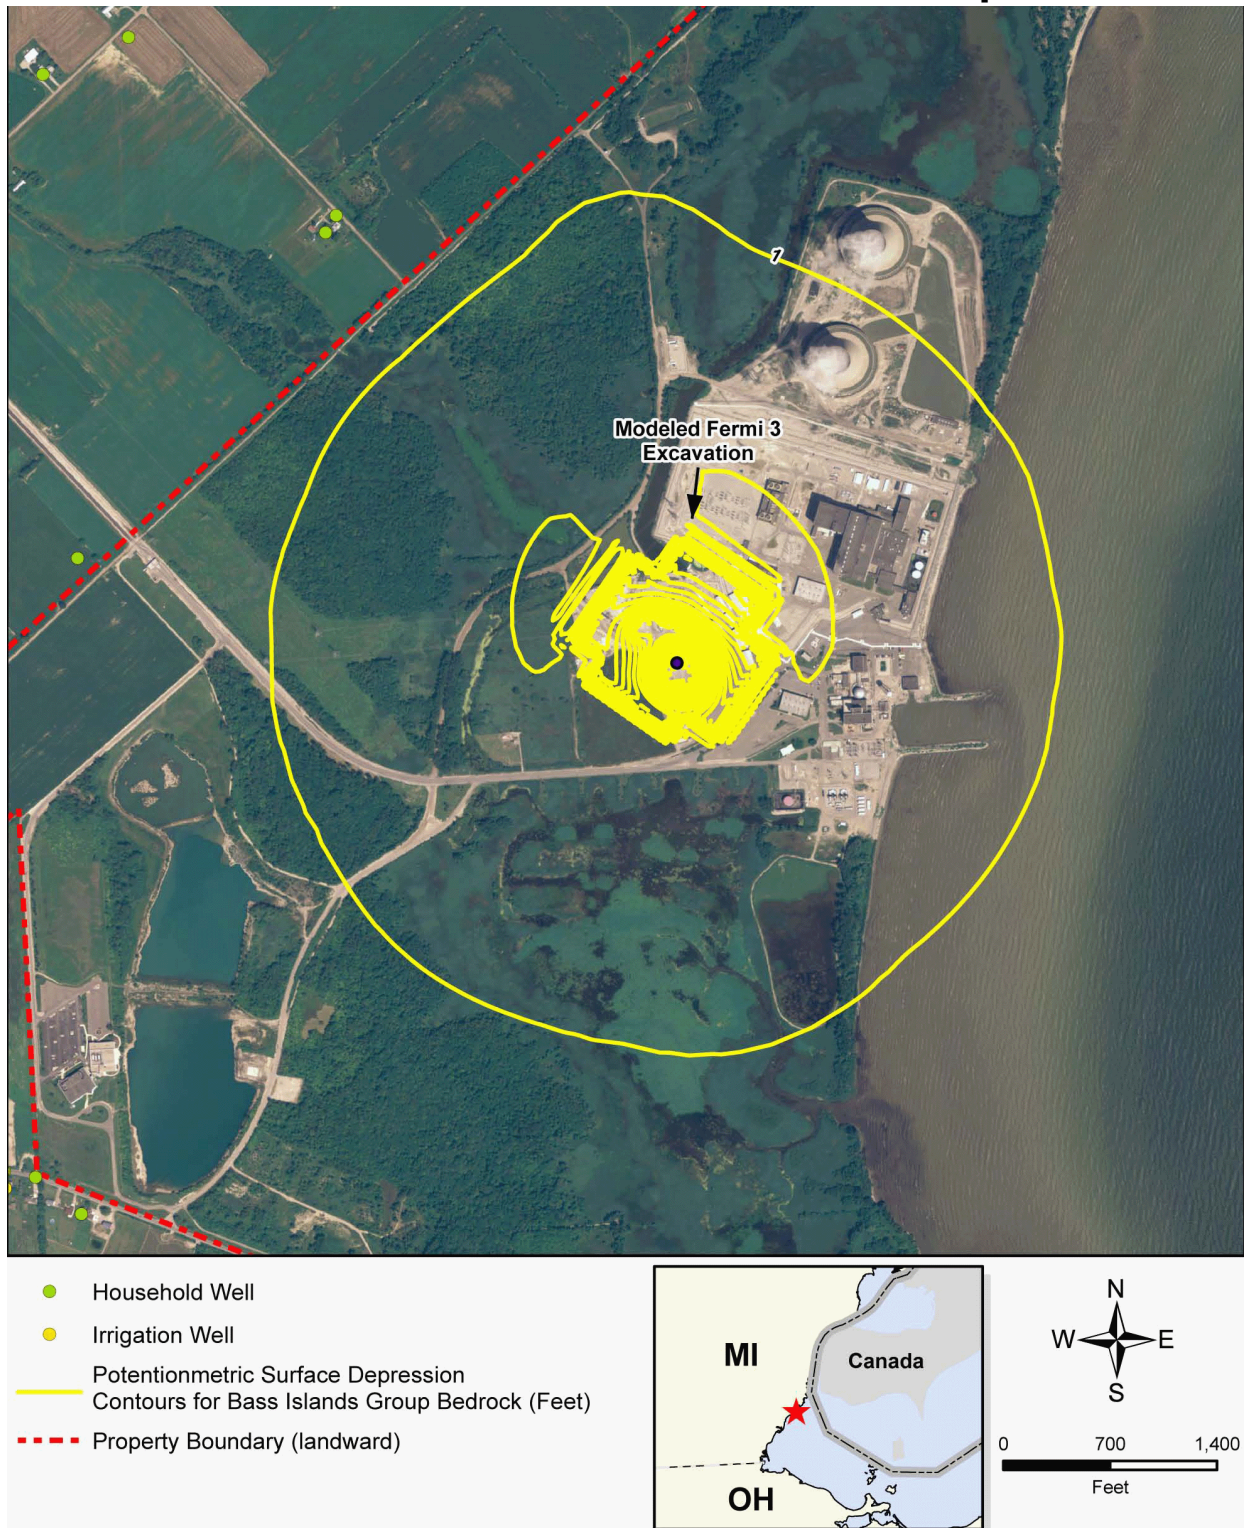 1
Modeled Fermi 3
Excavation
Household Well
Irrigation Well
Potentionmetric Surface Depression
Contours for Bass Islands Group Bedrock (Feet)
Property Boundary (landward)
MI
Canada
OH
N
W
E
S
0
700
1,400
Feet